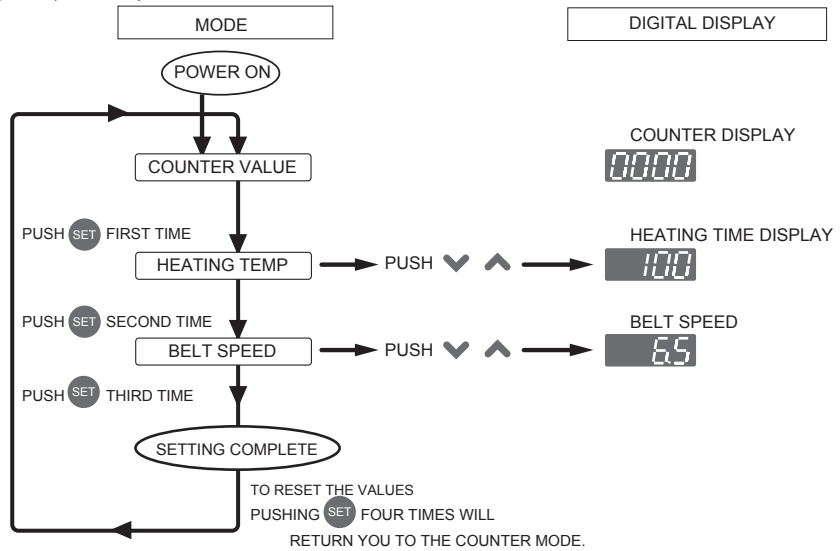 MODE
DIGITAL DISPLAY
POWER ON
COUNTER DISPLAY
COUNTER VALUE
0000
PUSH SET FIRST TIME
HEATING TIME DISPLAY
HEATING TEMP
PUSH
100
PUSH SET SECOND TIME
BELT SPEED
BELT SPEED
PUSH
65
PUSH SET THIRD TIME
SETTING COMPLETE
TO RESET THE VALUES
PUSHING SET FOUR TIMES WILL
RETURN YOU TO THE COUNTER MODE.